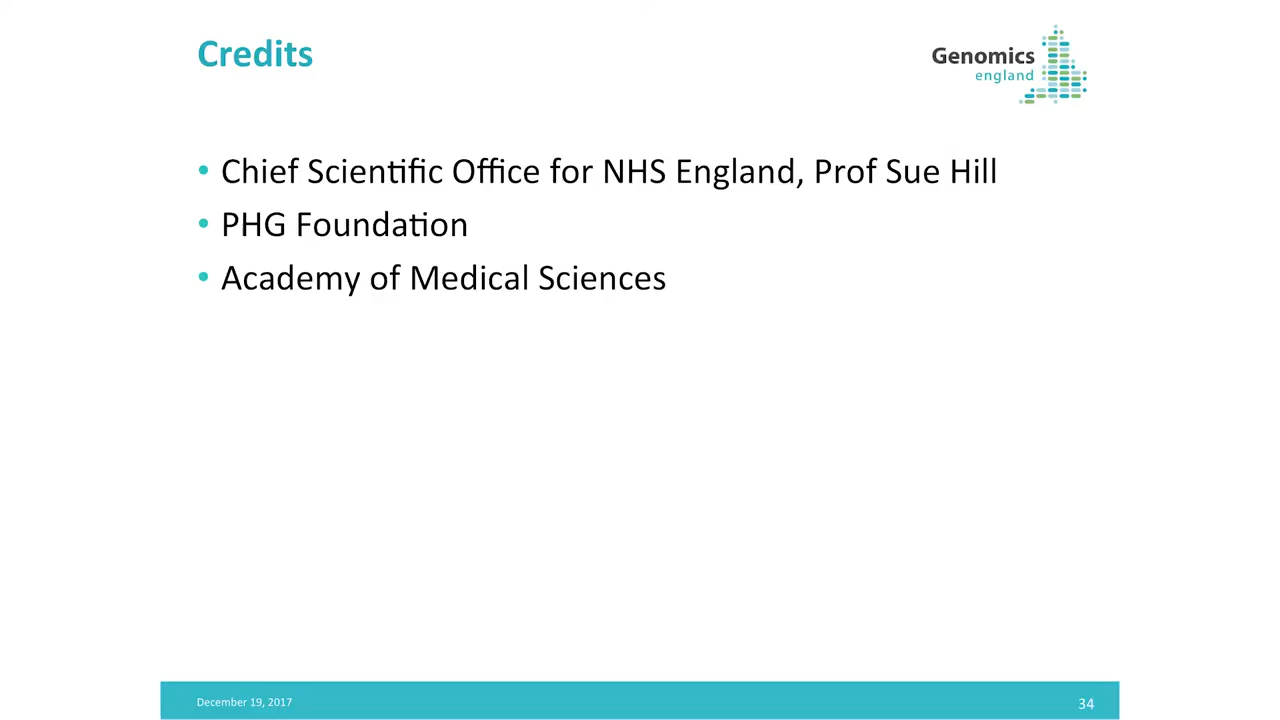 Credits
Genomics
england
• Chief Scientific Office for NHS England, Prof Sue Hill
• PHG Foundation
• Academy of Medical Sciences
December 19, 2017
34